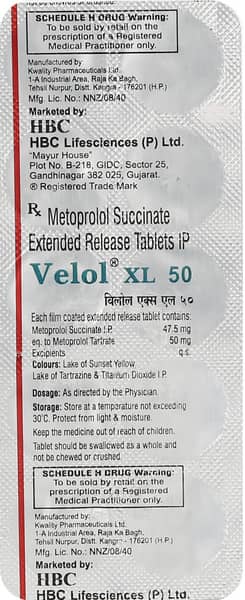 SCHEDULE H DRUG Warning:
To be sold by retail on the
prescription of a Registered
Medical Practitioner only.
Manufactured by
Kwality Pharmaceuticals Ltd.
1-A Industrial Area, Raja Ka Bagh,
Tehsil Nurpur, Distt. Kangra - 176201 (H.P.)
Mfg. Lic. No.: NNZ/08/40
Marketed by:
HBC
HBC Lifesciences (P) Ltd.
"Mayur House"
Plot No. B-218, GIDC, Sector 25,
Gandhinagar 382 025, Gujarat.
® Registered Trade Mark
Rx Metoprolol Succinate
Extended Release Tablets IP
Velol® XL 50
विलोल एक्स एल ५०
Each film coated extended release tablet contains:
Metoprolol Succinate I.P. 47.5 mg
eq. to Metoprolol Tartrate 50 mg
Excipients q.s.
Colours: Lake of Sunset Yellow
Lake of Tartrazine & Titanium Dioxide I.P.
Dosage: As directed by the Physician.
Storage: Store at a temperature not exceeding
30°C. Protect from light & moisture.
Keep the medicine out of reach of children.
Tablet should be swallowed as a whole and
not be chewed or crushed.
SCHEDULE H DRUG Warning:
To be sold by retail on the
prescription of a Registered
Medical Practitioner only.
Manufactured by
Kwality Pharmaceuticals Ltd.
1-A Industrial Area, Raja Ka Bagh,
Tehsil Nurpur, Distt. Kangra - 176201 (H.P.)
Mfg. Lic. No.: NNZ/08/40
Marketed by:
HBC
HBC Lifesciences (P) Ltd.